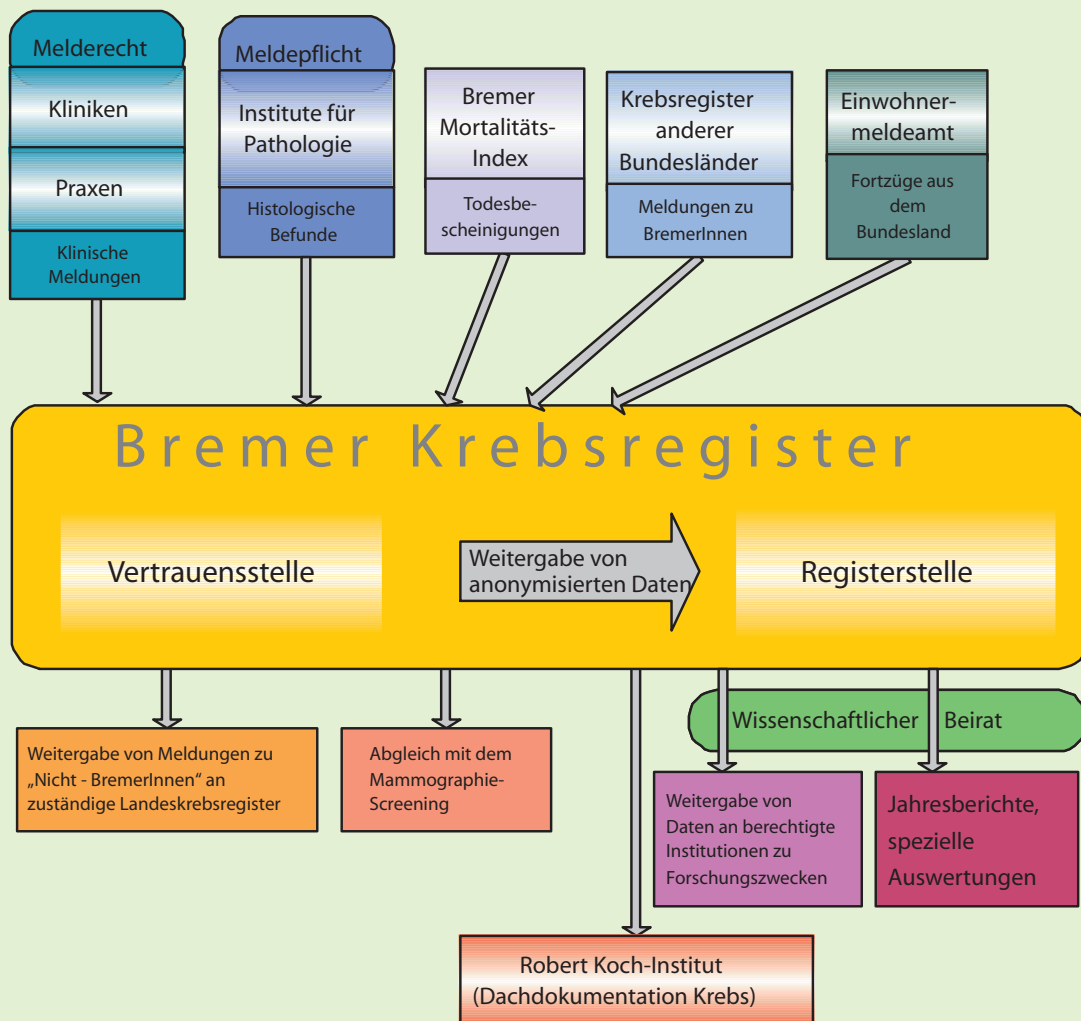 Melderecht
Kliniken
Praxen
Klinische
Meldungen
Meldepflicht
Institute für
Pathologie
Histologische
Befunde
Bremer
Mortalitäts-
Index
Todesbe-
scheinigungen
Krebsregister
anderer
Bundesländer
Meldungen zu
BremerInnen
Einwohner-
meldeamt
Fortzüge aus
dem
Bundesland
Bremer Krebsregister
Vertrauensstelle
Weitergabe von
anonymisierten Daten
Registerstelle
Weitergabe von Meldungen zu
„Nicht - BremerInnen“ an
zuständige Landeskrebsregister
Abgleich mit dem
Mammographie-
Screening
Wissenschaftlicher Beirat
Weitergabe von
Daten an berechtigte
Institutionen zu
Forschungszwecken
Jahresberichte,
spezielle
Auswertungen
Robert Koch-Institut
(Dachdokumentation Krebs)